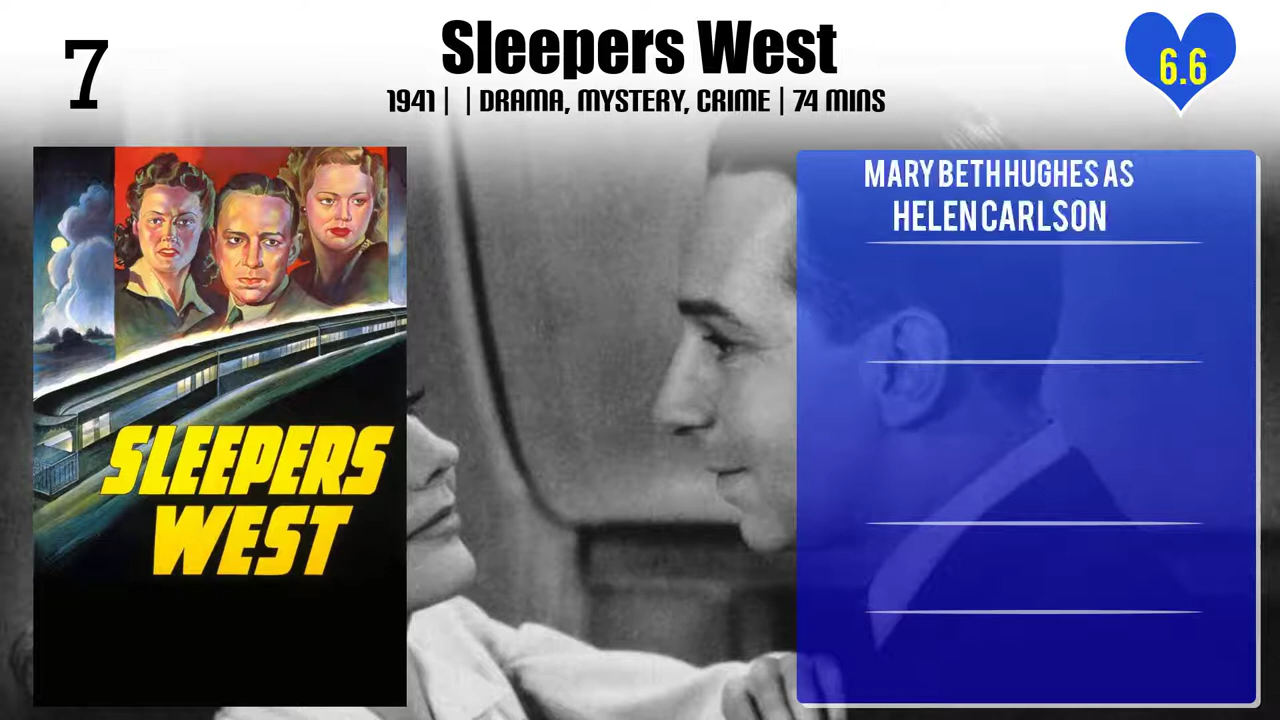 7
Sleepers West
6.6
1941 | | DRAMA, MYSTERY, CRIME | 74 MINS
MARY BETH HUGHES AS
HELEN CARLSON
SLEEPERS
WEST